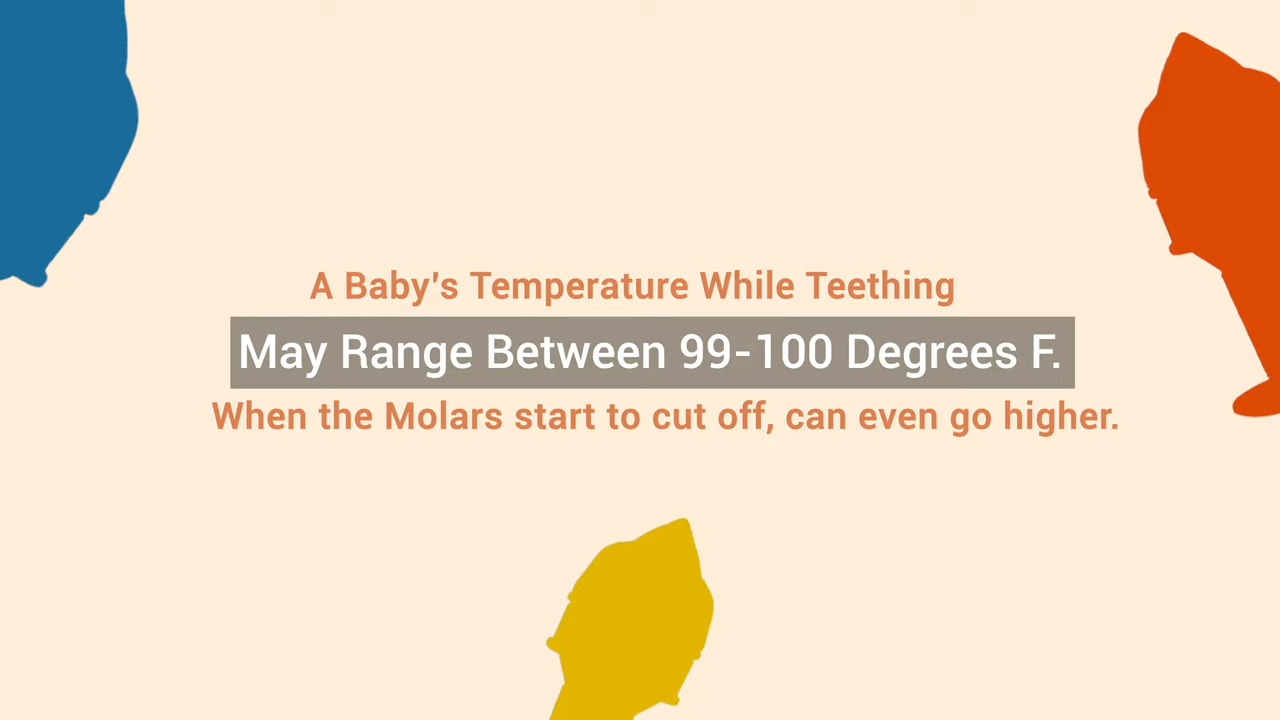 A Baby's Temperature While Teething
May Range Between 99-100 Degrees F.
When the Molars start to cut off, can even go higher.